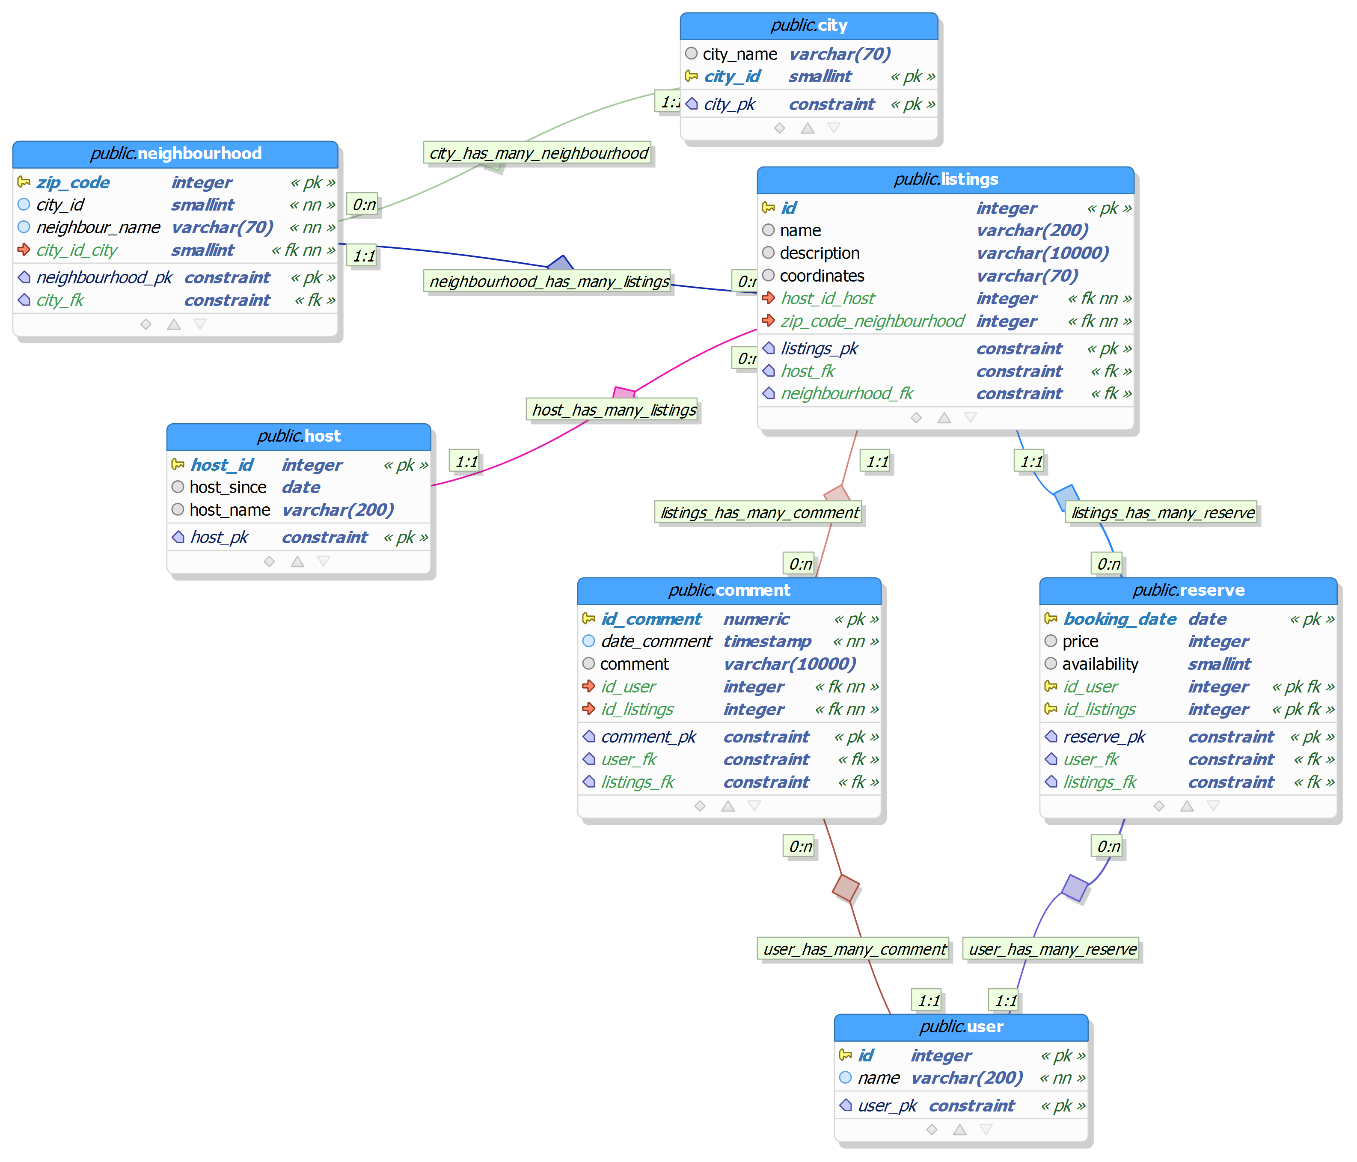 public.city
city_name varchar(70)
city_id smallint « pk »
city_pk constraint « pk »
1:1
city_has_many_neighbourhood
public.neighbourhood
zip_code integer « pk »
city_id smallint « nn »
neighbour_name varchar(70) « nn »
city_id_city smallint « fk nn »
neighbourhood_pk constraint « pk »
city_fk constraint « fk »
0:n
1:1
neighbourhood_has_many_listings
0:n
public.listings
id integer « pk »
name varchar(200)
description varchar(10000)
coordinates varchar(70)
host_id_host integer « fk nn »
zip_code_neighbourhood integer « fk nn »
listings_pk constraint « pk »
host_fk constraint « fk »
neighbourhood_fk constraint « fk »
0:n
host_has_many_listings
public.host
host_id integer « pk »
host_since date
host_name varchar(200)
host_pk constraint « pk »
1:1
1:1
1:1
listings_has_many_comment
listings_has_many_reserve
0:n
0:n
public.comment
id_comment numeric « pk »
date_comment timestamp « nn »
comment varchar(10000)
id_user integer « fk nn »
id_listings integer « fk nn »
comment_pk constraint « pk »
user_fk constraint « fk »
listings_fk constraint « fk »
public.reserve
booking_date date « pk »
price integer
availability smallint
id_user integer « pk fk »
id_listings integer « pk fk »
reserve_pk constraint « pk »
user_fk constraint « fk »
listings_fk constraint « fk »
0:n
0:n
user_has_many_comment
user_has_many_reserve
1:1
1:1
public.user
id integer « pk »
name varchar(200) « nn »
user_pk constraint « pk »